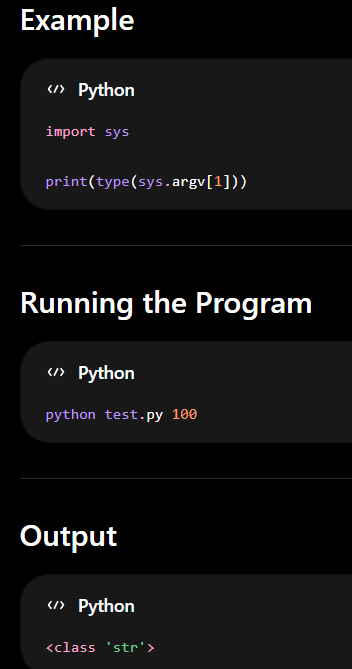 Example
Python
import sys
print(type(sys.argv[1]))
Running the Program
Python
python test.py 100
Output
Python
<class 'str'>